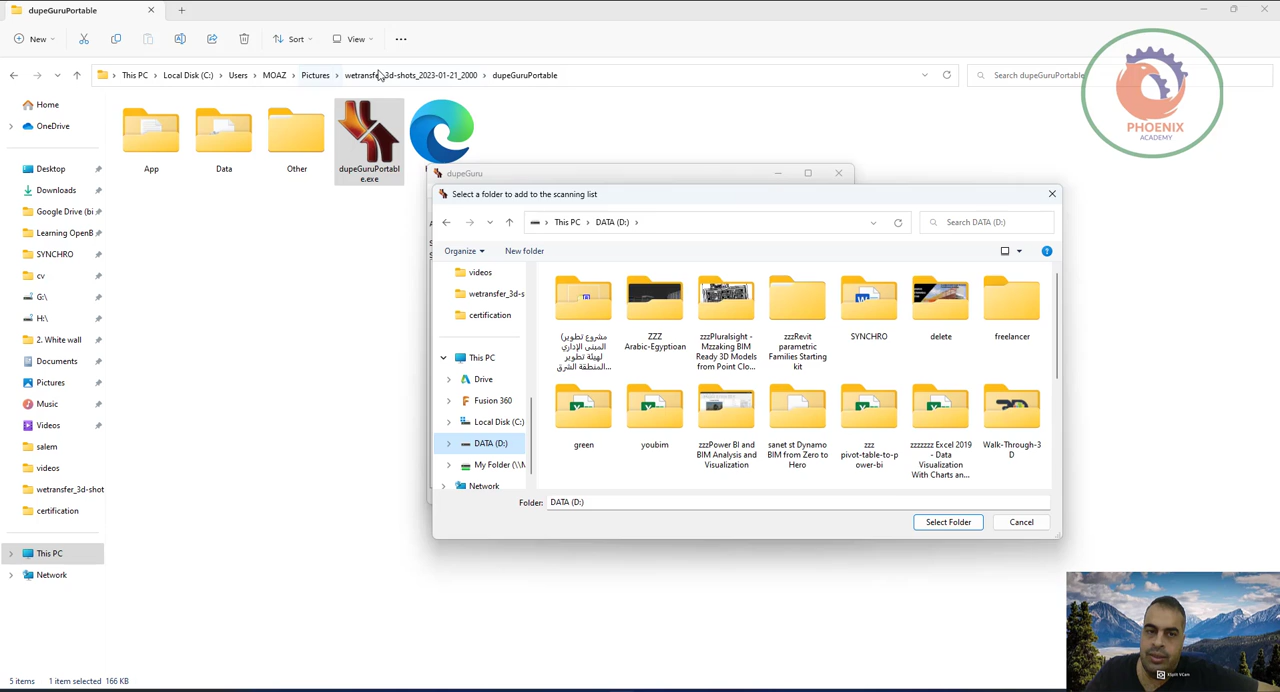 dupeGuruPortable
New
Sort
View
This PC
Local Disk (C:)
Users
MOAZ
Pictures
wetransfer_3d-shots_2023-01-21_2000
dupeGuruPortable
Search dupeGuruPortable
PHOENIX
ACADEMY
Home
OneDrive
Desktop
Downloads
Google Drive (bi
Learning OpenB
SYNCHRO
cv
G:\
H:\
2. White wall
Documents
Pictures
Music
Videos
salem
videos
wetransfer_3d-shot
certification
This PC
Network
App
Data
Other
dupeGuruPortabl
e.exe
dupeGuru
Select a folder to add to the scanning list
This PC
DATA (D:)
Search DATA (D:)
Organize
New folder
videos
wetransfer_3d-s
certification
This PC
Drive
Fusion 360
Local Disk (C:)
DATA (D:)
My Folder (\\M
Network
مشروع تطوير)
المبنى الإداري
لهيئة تطوير
المنطقة الشرق...
ZZZ
Arabic-Egyptioan
zzzPluralsight -
Mzzaking BIM
Ready 3D Models
from Point Clo...
zzzRevit
parametric
Families Starting
kit
SYNCHRO
delete
freelancer
green
youbim
zzzPower BI and
BIM Analysis and
Visualization
sanet st Dynamo
BIM from Zero to
Hero
zzz
pivot-table-to-p
ower-bi
zzzzzzz Excel 2019
- Data
Visualization
With Charts an...
Walk-Through-3
D
Folder:
DATA (D:)
Select Folder
Cancel
5 items
1 item selected 166 KB
XSplit VCam